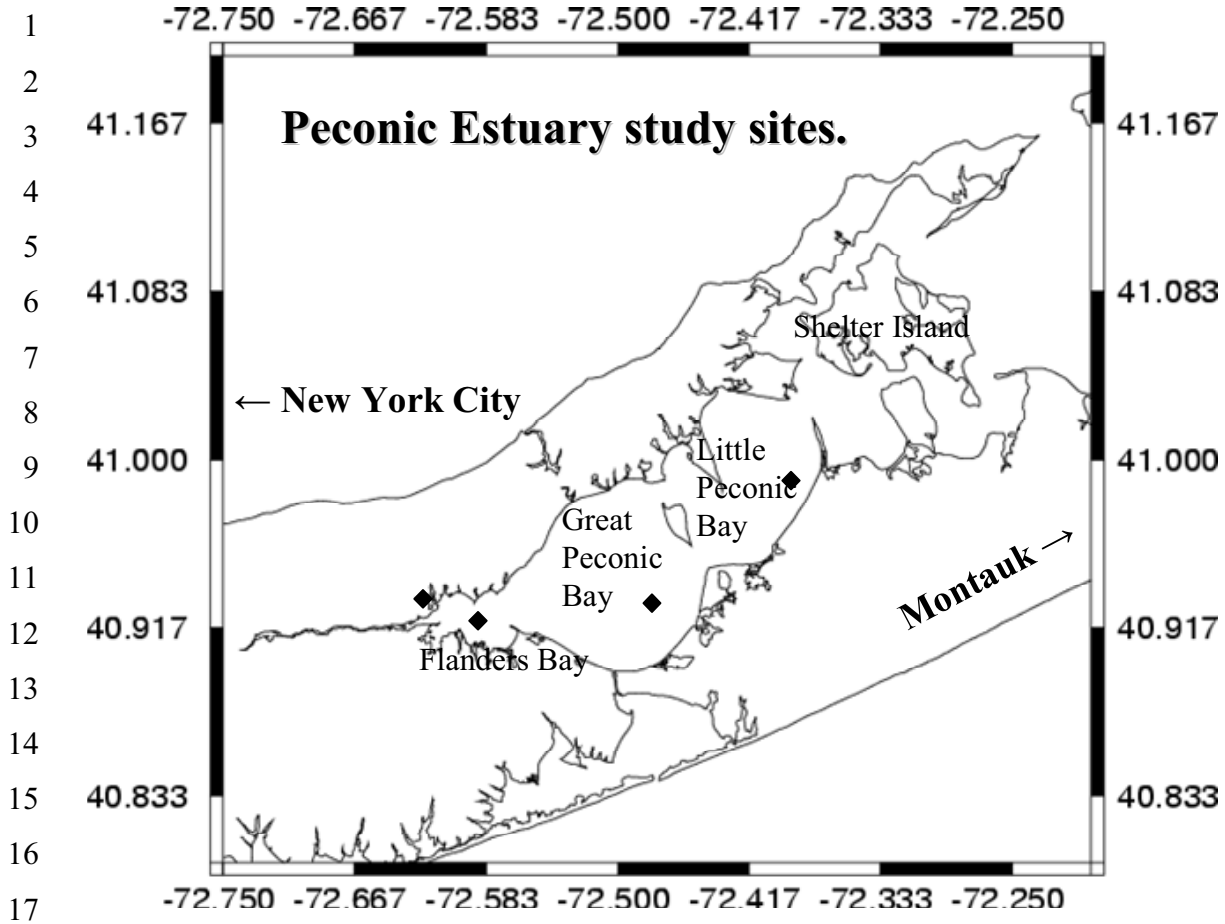 1
-72.750 -72.667 -72.583 -72.500 -72.417 -72.333 -72.250
2
41.167 Peconic Estuary study sites. 41.167
3
4
5
6
41.083 41.083
Shelter Island
7
← New York City
8
Little
Peconic
Bay
9
41.000 41.000
10
Great
Peconic
Bay
11
Montauk →
12
40.917 40.917
Flanders Bay
13
14
15
40.833 40.833
16
17
-72.750 -72.667 -72.583 -72.500 -72.417 -72.333 -72.250